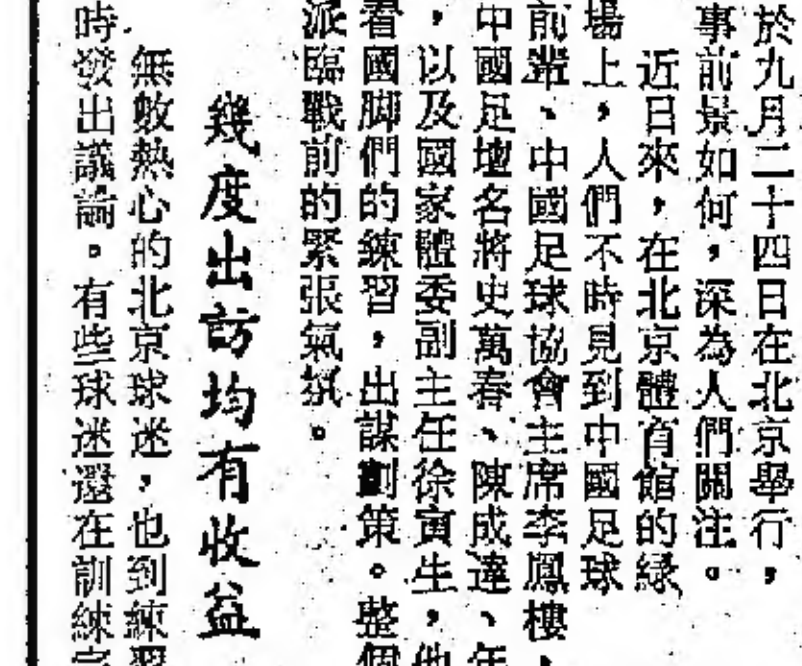 於九月二十四日在北京舉行，
事前景如何，深為人們關注。
近日來，在北京體育館的綠
場上，人們不時見到中國足球
前輩、中國足球協會主席李鳳樓、
中國足壇名將史萬春、陳成達、年
，以及國家體委副主任徐寅生，他
看國脚們的練習，出謀劃策。整個
派臨戰前的緊張氣氛。
幾度出訪均有收益
無數熱心的北京球迷，也到練習
時發出議論。有些球迷還在訓練